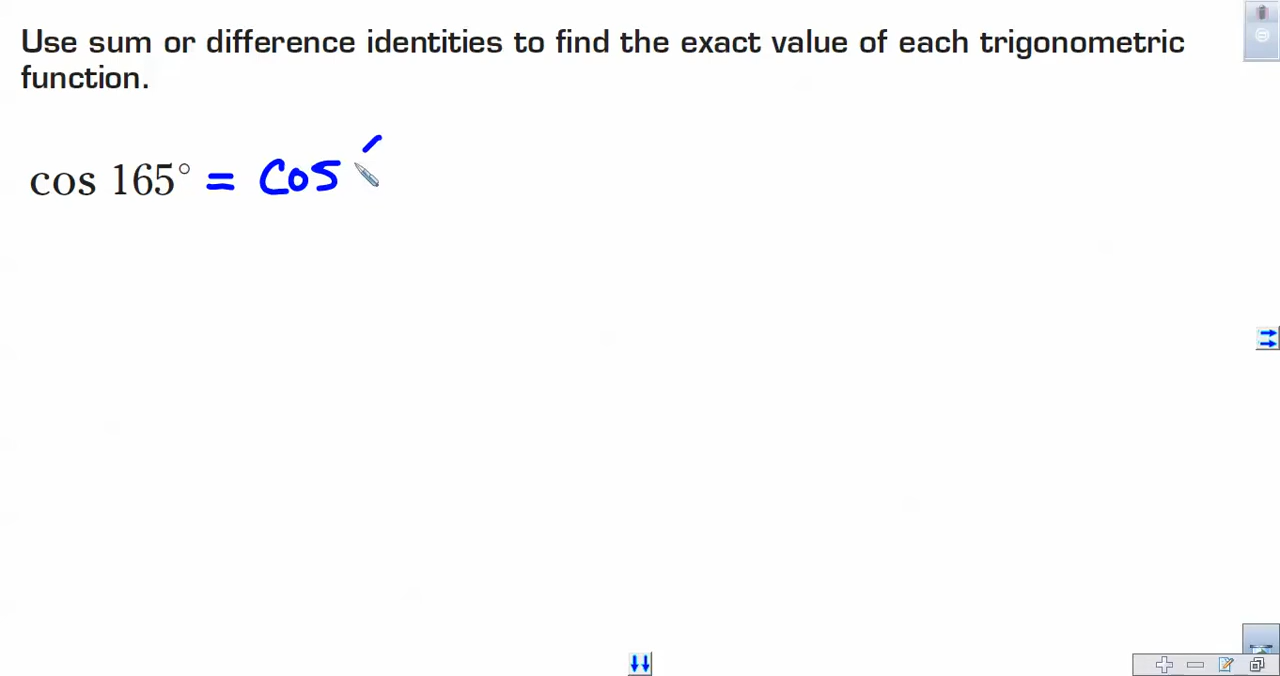 Use sum or difference identities to find the exact value of each trigonometric
function.
cos 165° = cos